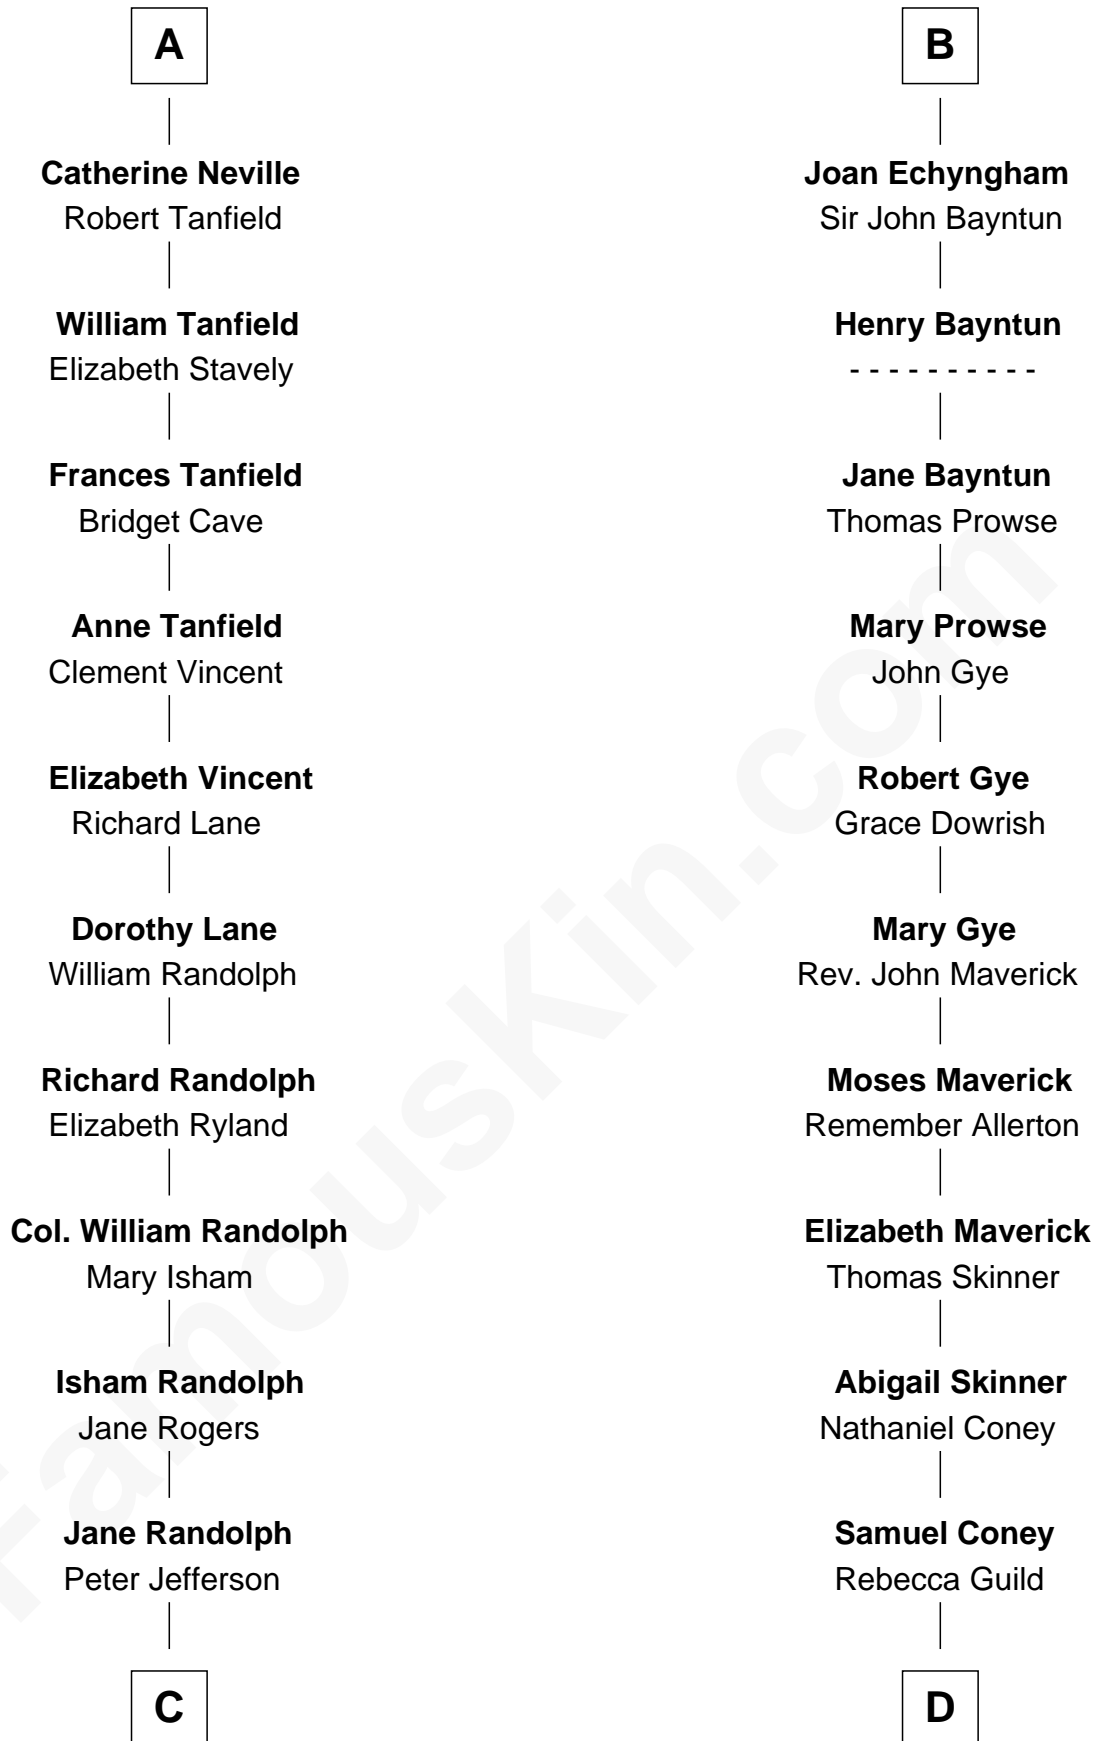 A
Catherine Neville
Robert Tanfield
William Tanfield
Elizabeth Stavely
Frances Tanfield
Bridget Cave
Anne Tanfield
Clement Vincent
Elizabeth Vincent
Richard Lane
Dorothy Lane
William Randolph
Richard Randolph
Elizabeth Ryland
Col. William Randolph
Mary Isham
Isham Randolph
Jane Rogers
Jane Randolph
Peter Jefferson
C
B
Joan Echyngham
Sir John Bayntun
Henry Bayntun
- - - - - - - - - -
Jane Bayntun
Thomas Prowse
Mary Prowse
John Gye
Robert Gye
Grace Dowrish
Mary Gye
Rev. John Maverick
Moses Maverick
Remember Allerton
Elizabeth Maverick
Thomas Skinner
Abigail Skinner
Nathaniel Coney
Samuel Coney
Rebecca Guild
D
FamousKin.com